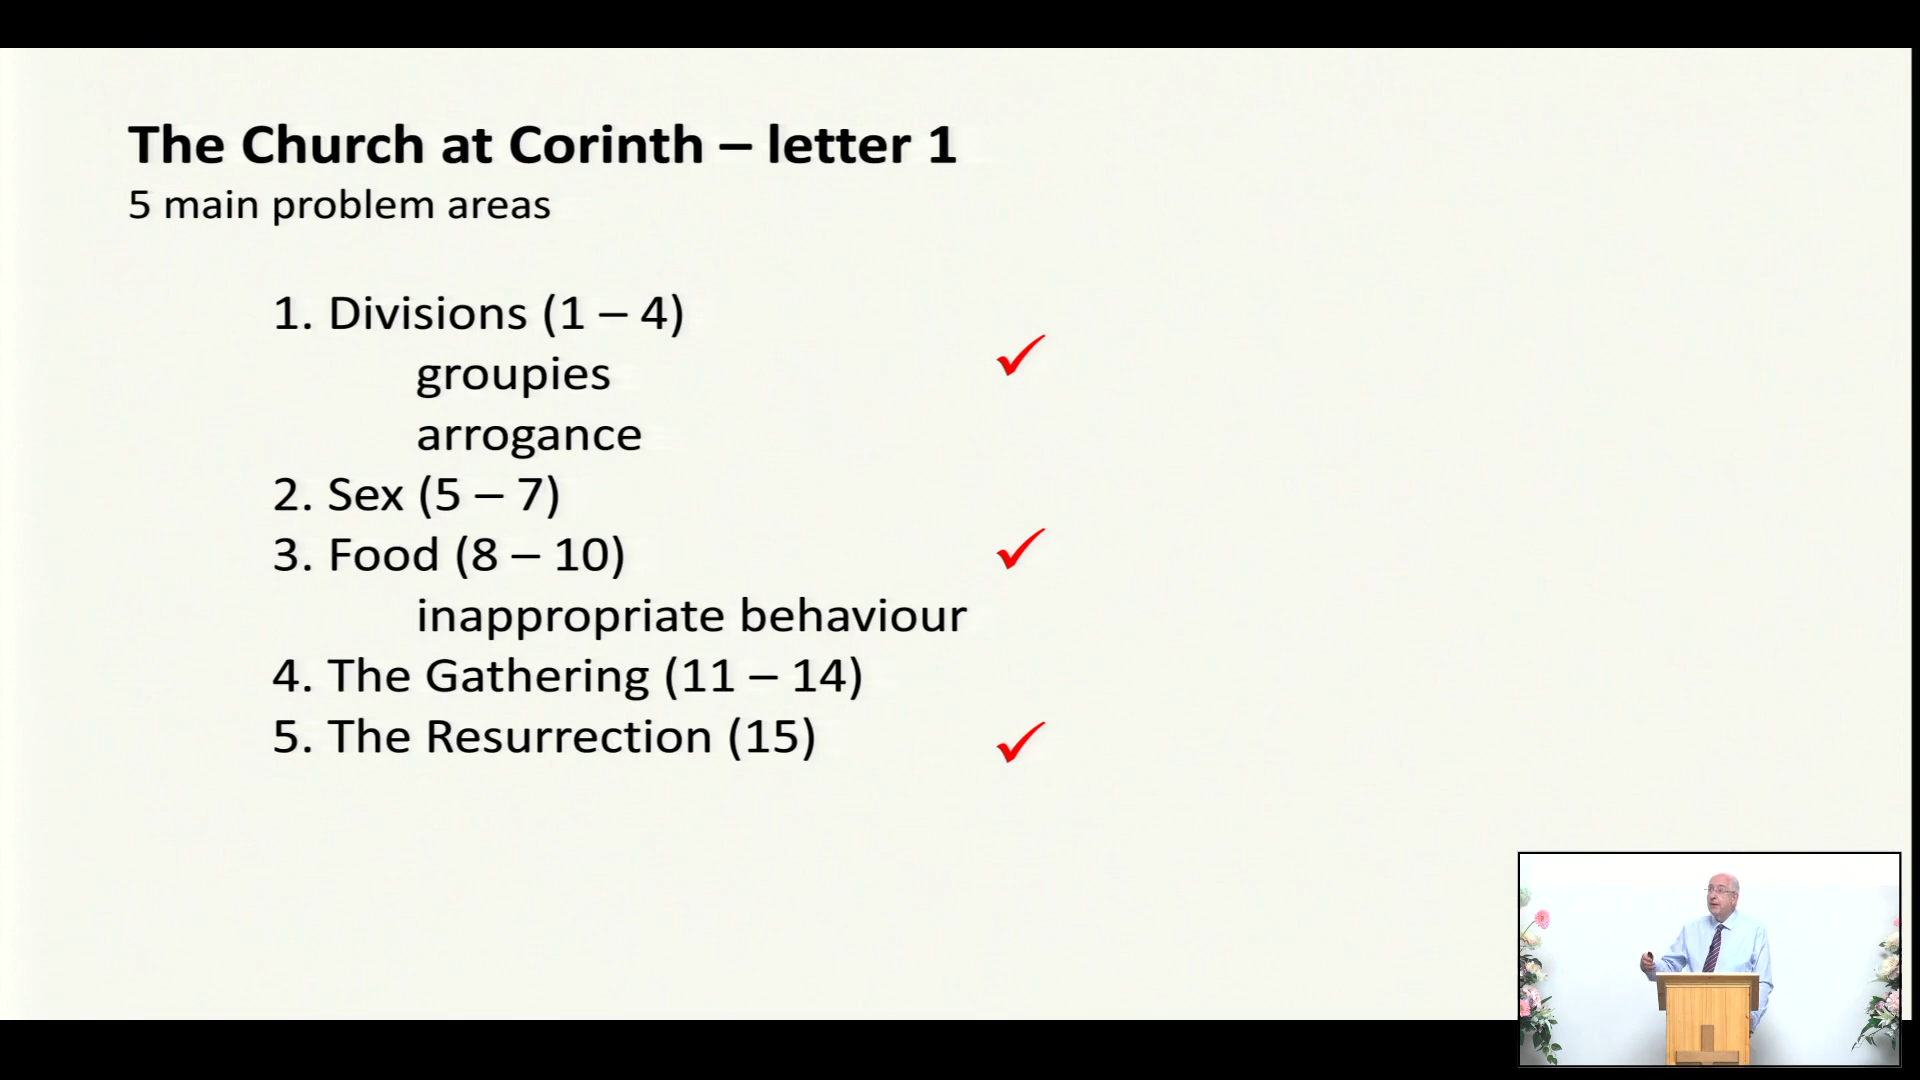 The Church at Corinth – letter 1
5 main problem areas
1. Divisions (1 – 4)
groupies
arrogance
2. Sex (5 – 7)
3. Food (8 – 10)
inappropriate behaviour
4. The Gathering (11 – 14)
5. The Resurrection (15)